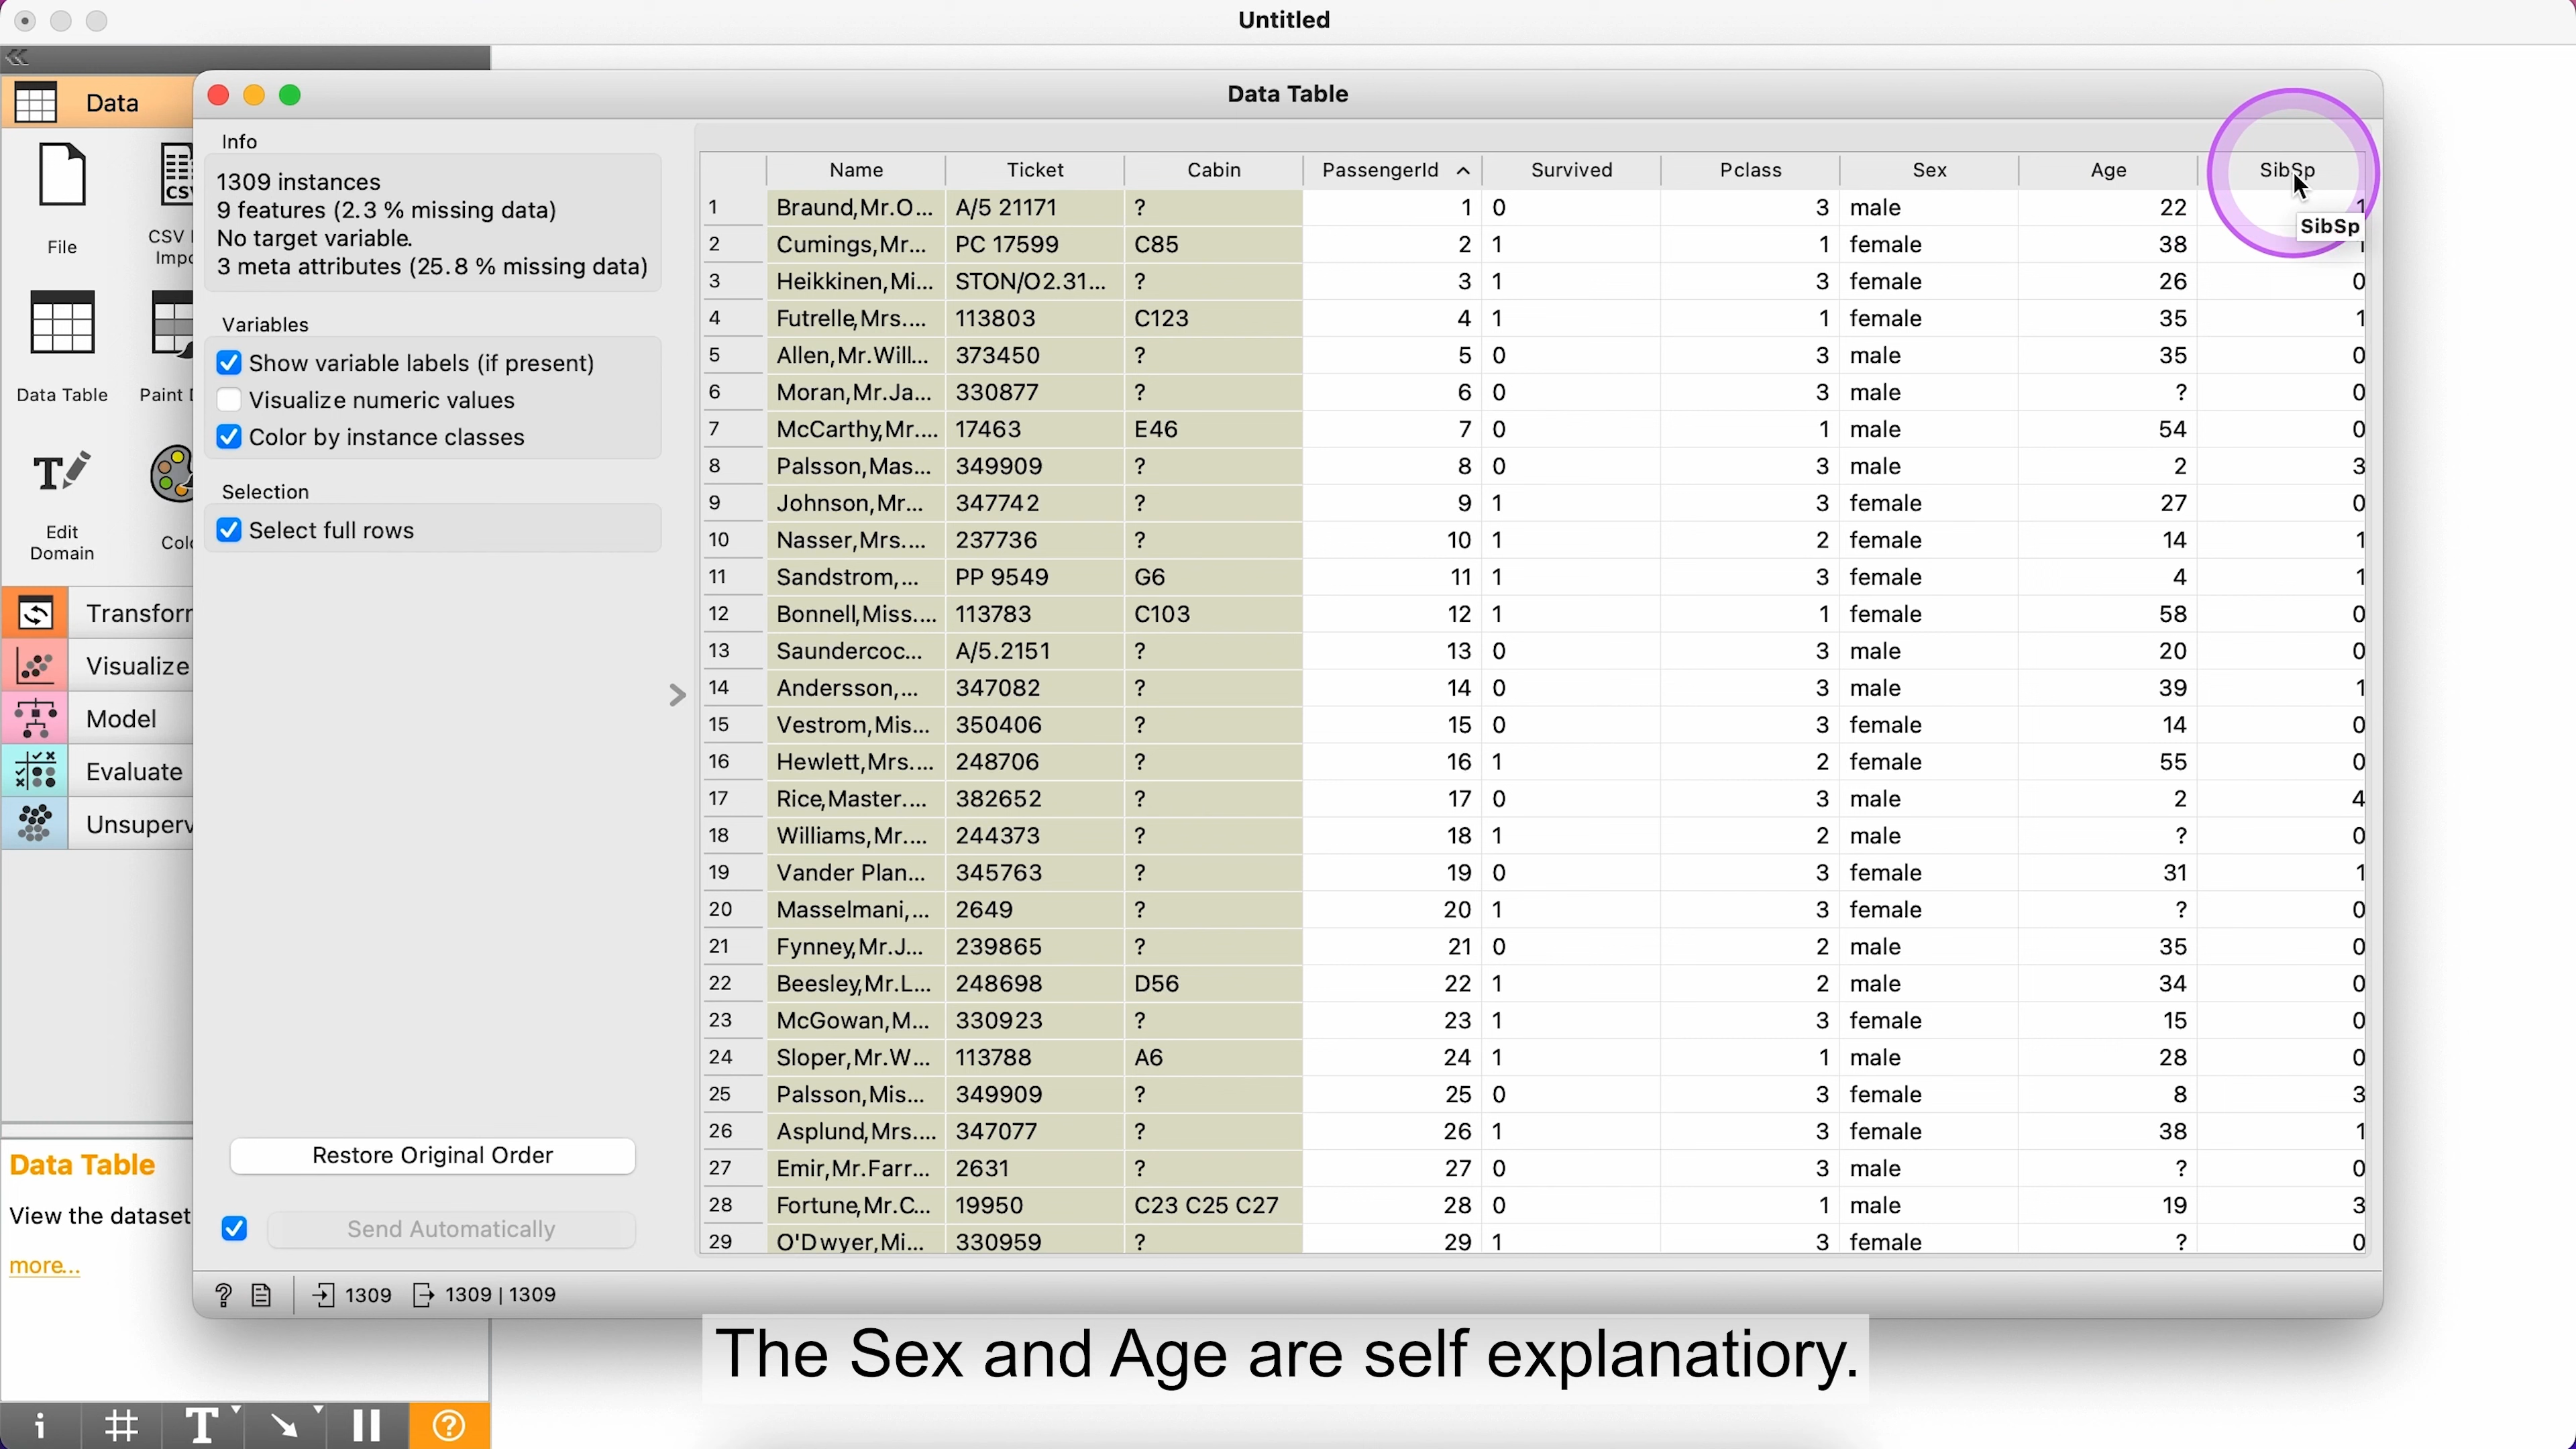 Untitled
Data Table
Data
File
CSV
Impo
Data Table
Paint
Edit
Domain
Transfor
Visualize
Model
Evaluate
Unsuperv
Info
1309 instances
9 features (2.3 % missing data)
No target variable.
3 meta attributes (25.8 % missing data)
Variables
Show variable labels (if present)
Visualize numeric values
Color by instance classes
Selection
Select full rows
Restore Original Order
Send Automatically
? 1309 1309 | 1309
Name Ticket Cabin PassengerId Survived Pclass Sex Age SibSp
SibSp
1 Braund,Mr.O... A/5 21171 ? 1 0 3 male 22 1
2 Cumings,Mr... PC 17599 C85 2 1 1 female 38 1
3 Heikkinen,Mi... STON/O2.31... ? 3 1 3 female 26 0
4 Futrelle,Mrs.... 113803 C123 4 1 1 female 35 1
5 Allen,Mr.Will... 373450 ? 5 0 3 male 35 0
6 Moran,Mr.Ja... 330877 ? 6 0 3 male ? 0
7 McCarthy,Mr.... 17463 E46 7 0 1 male 54 0
8 Palsson,Mas... 349909 ? 8 0 3 male 2 3
9 Johnson,Mr... 347742 ? 9 1 3 female 27 0
10 Nasser,Mrs.... 237736 ? 10 1 2 female 14 1
11 Sandstrom,... PP 9549 G6 11 1 3 female 4 1
12 Bonnell,Miss.... 113783 C103 12 1 1 female 58 0
13 Saundercoc... A/5.2151 ? 13 0 3 male 20 0
14 Andersson,... 347082 ? 14 0 3 male 39 1
15 Vestrom,Mis... 350406 ? 15 0 3 female 14 0
16 Hewlett,Mrs.... 248706 ? 16 1 2 female 55 0
17 Rice,Master.... 382652 ? 17 0 3 male 2 4
18 Williams,Mr.... 244373 ? 18 1 2 male ? 0
19 Vander Plan... 345763 ? 19 0 3 female 31 1
20 Masselmani,... 2649 ? 20 1 3 female ? 0
21 Fynney,Mr.J... 239865 ? 21 0 2 male 35 0
22 Beesley,Mr.L... 248698 D56 22 1 2 male 34 0
23 McGowan,M... 330923 ? 23 1 3 female 15 0
24 Sloper,Mr.W... 113788 A6 24 1 1 male 28 0
25 Palsson,Mis... 349909 ? 25 0 3 female 8 3
26 Asplund,Mrs.... 347077 ? 26 1 3 female 38 1
27 Emir,Mr.Farr... 2631 ? 27 0 3 male ? 0
28 Fortune,Mr.C... 19950 C23 C25 C27 28 0 1 male 19 3
29 O'Dwyer,Mi... 330959 ? 29 1 3 female ? 0
Data Table
View the dataset
more...
The Sex and Age are self explanatiory.